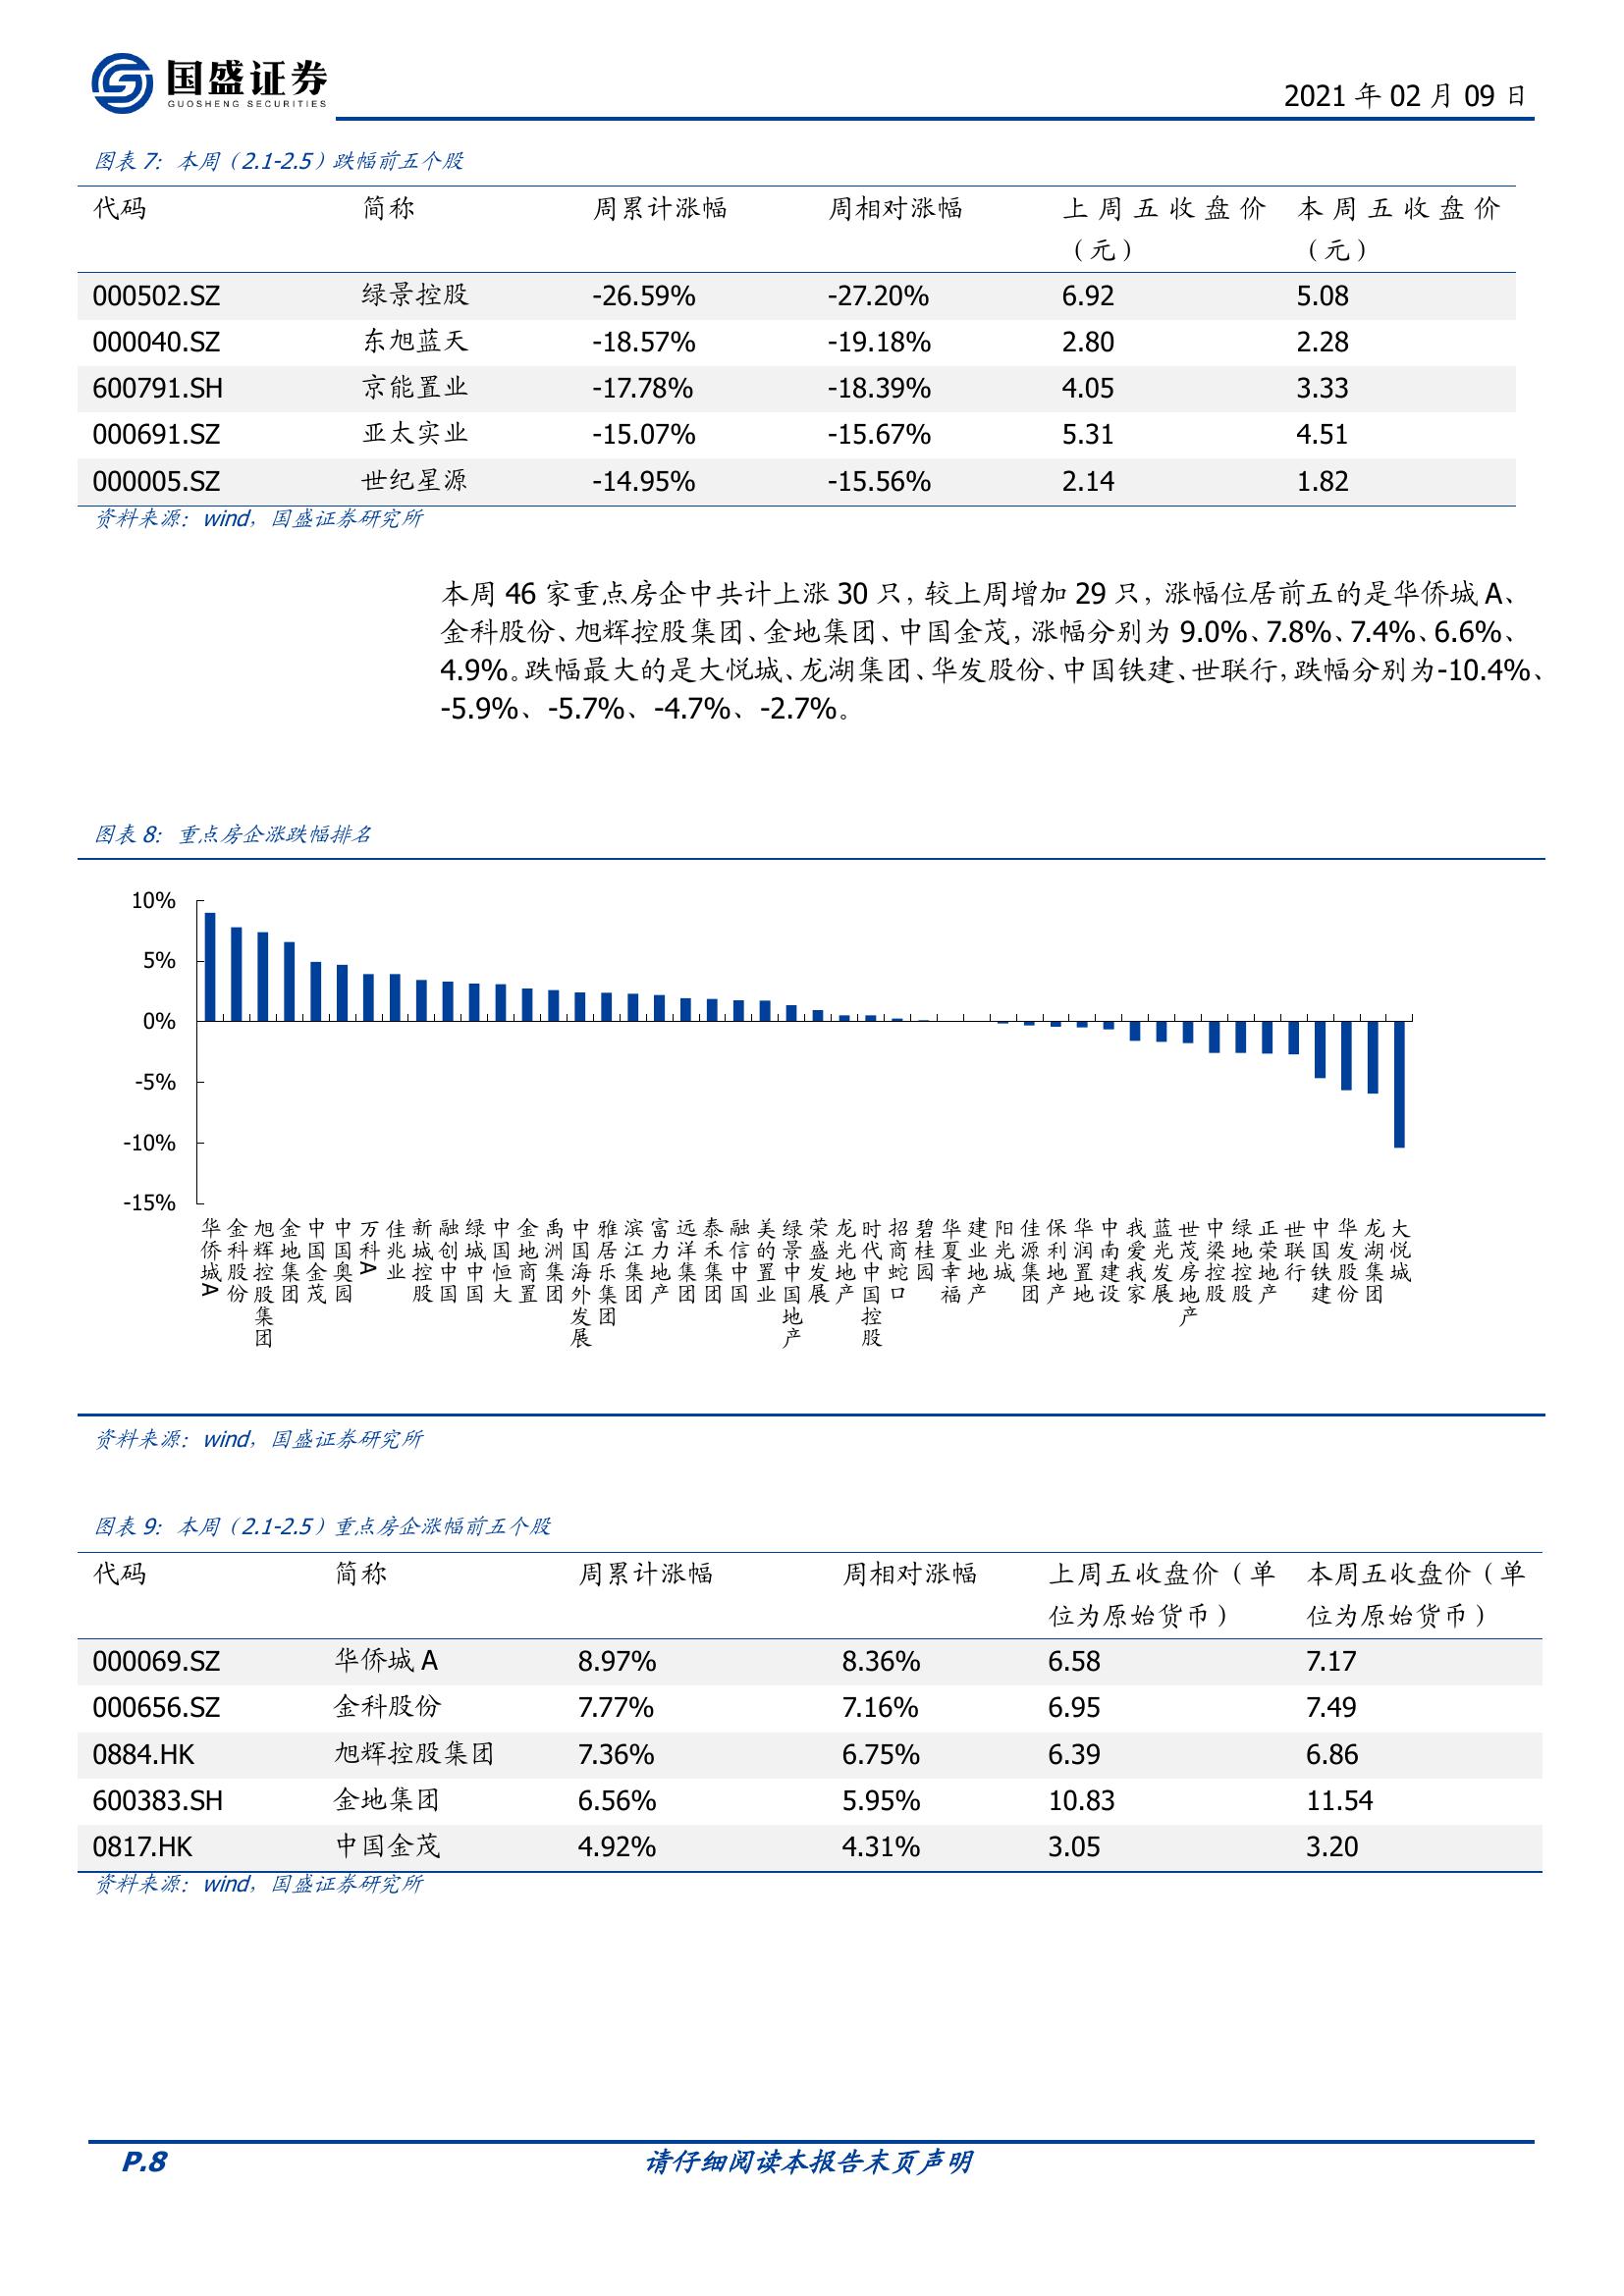 国盛证券
GUOSHENG SECURITIES
2021 年 02 月 09 日
图表 7：本周（2.1-2.5）跌幅前五个股
代码 简称 周累计涨幅 周相对涨幅 上周五收盘价（元） 本周五收盘价（元）
000502.SZ 绿景控股 -26.59% -27.20% 6.92 5.08
000040.SZ 东旭蓝天 -18.57% -19.18% 2.80 2.28
600791.SH 京能置业 -17.78% -18.39% 4.05 3.33
000691.SZ 亚太实业 -15.07% -15.67% 5.31 4.51
000005.SZ 世纪星源 -14.95% -15.56% 2.14 1.82
资料来源：wind，国盛证券研究所
本周 46 家重点房企中共计上涨 30 只，较上周增加 29 只，涨幅位居前五的是华侨城 A、
金科股份、旭辉控股集团、金地集团、中国金茂，涨幅分别为 9.0%、7.8%、7.4%、6.6%、
4.9%。跌幅最大的是大悦城、龙湖集团、华发股份、中国铁建、世联行，跌幅分别为-10.4%、
-5.9%、-5.7%、-4.7%、-2.7%。
图表 8：重点房企涨跌幅排名
10%
5%
0%
-5%
-10%
-15%
华侨城A
金科股份
旭辉控股集团
金地集团
中国金茂
中国奥园
万科A
佳兆业
新城控股
融创中国
绿城中国
中国恒大
金地商置
禹洲集团
中国海外发展
雅居乐集团
滨江集团
富力地产
远洋集团
泰禾集团
融信中国
美的置业
绿景中国地产
荣盛发展
龙光地产
时代中国控股
招商蛇口
碧桂园
华夏幸福
建业地产
阳光城
佳源集团
保利地产
华润置地
中南建设
我爱我家
蓝光发展
世茂房地产
中梁控股
绿地控股
正荣地产
世联行
中国铁建
华发股份
龙湖集团
大悦城
资料来源：wind，国盛证券研究所
图表 9：本周（2.1-2.5）重点房企涨幅前五个股
代码 简称 周累计涨幅 周相对涨幅 上周五收盘价（单位为原始货币） 本周五收盘价（单位为原始货币）
000069.SZ 华侨城 A 8.97% 8.36% 6.58 7.17
000656.SZ 金科股份 7.77% 7.16% 6.95 7.49
0884.HK 旭辉控股集团 7.36% 6.75% 6.39 6.86
600383.SH 金地集团 6.56% 5.95% 10.83 11.54
0817.HK 中国金茂 4.92% 4.31% 3.05 3.20
资料来源：wind，国盛证券研究所
P.8
请仔细阅读本报告末页声明